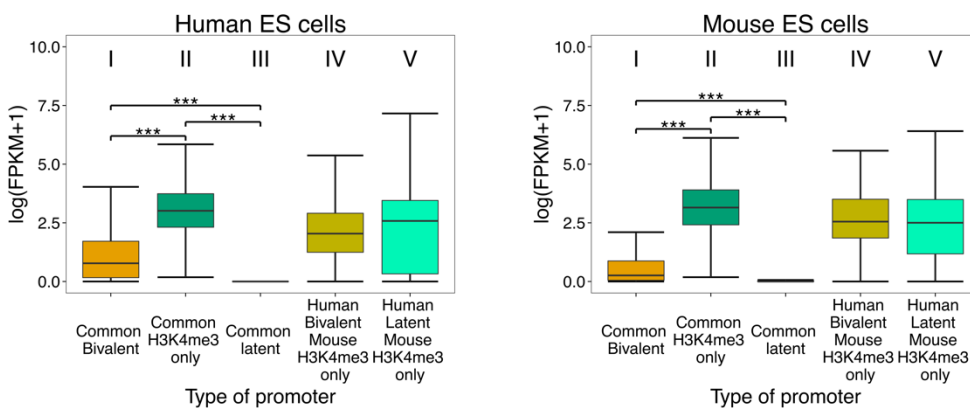 Human ES cells
10.0
7.5
5.0
2.5
0.0
log(FPKM+1)
I II III IV V
***
***
***
Common
Bivalent
Common
H3K4me3
only
Common
latent
Human
Bivalent
Mouse
H3K4me3
only
Human
Latent
Mouse
H3K4me3
only
Type of promoter
Mouse ES cells
10.0
7.5
5.0
2.5
0.0
log(FPKM+1)
I II III IV V
***
***
***
Common
Bivalent
Common
H3K4me3
only
Common
latent
Human
Bivalent
Mouse
H3K4me3
only
Human
Latent
Mouse
H3K4me3
only
Type of promoter